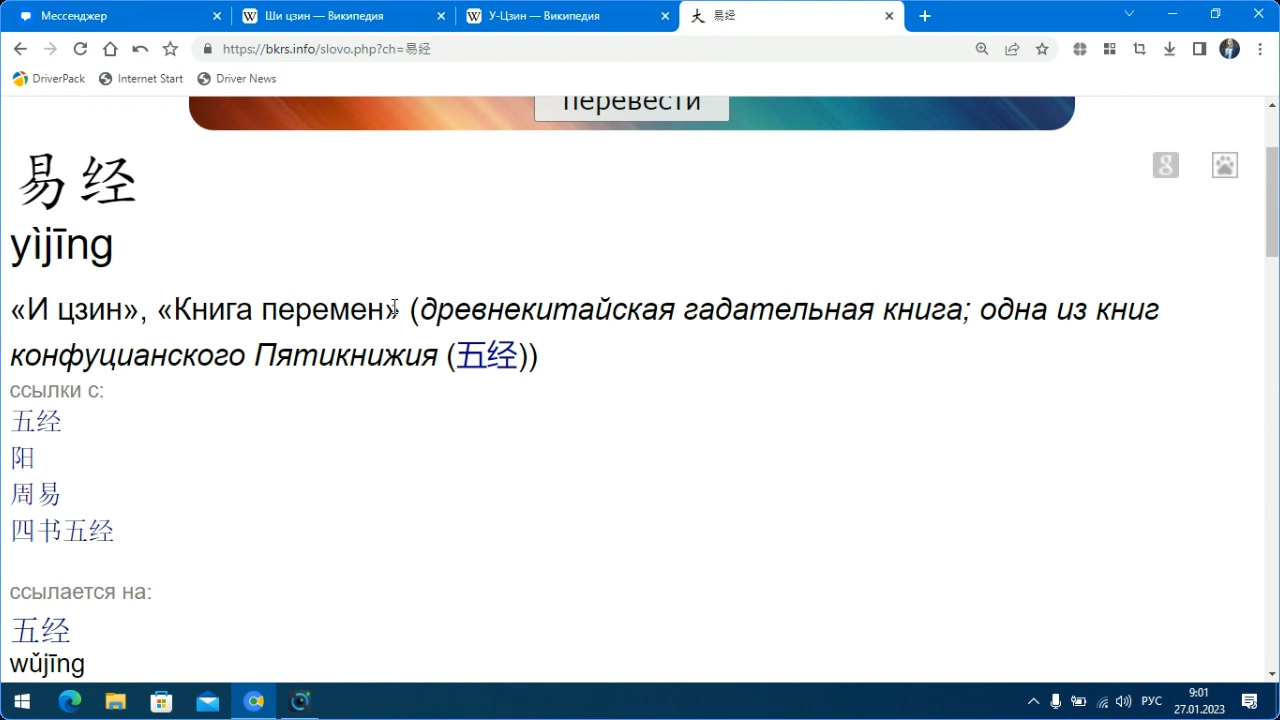 Мессенджер
Ши цзин — Википедия
У-Цзин — Википедия
易经
https://bkrs.info/slovo.php?ch=易经
DriverPack
Internet Start
Driver News
перевести
易经
yìjīng
«И цзин», «Книга перемен» (древнекитайская гадательная книга; одна из книг
конфуцианского Пятикнижия (五经))
ссылки с:
五经
阳
周易
四书五经
ссылается на:
五经
wǔjīng
РУС
9:01
27.01.2023